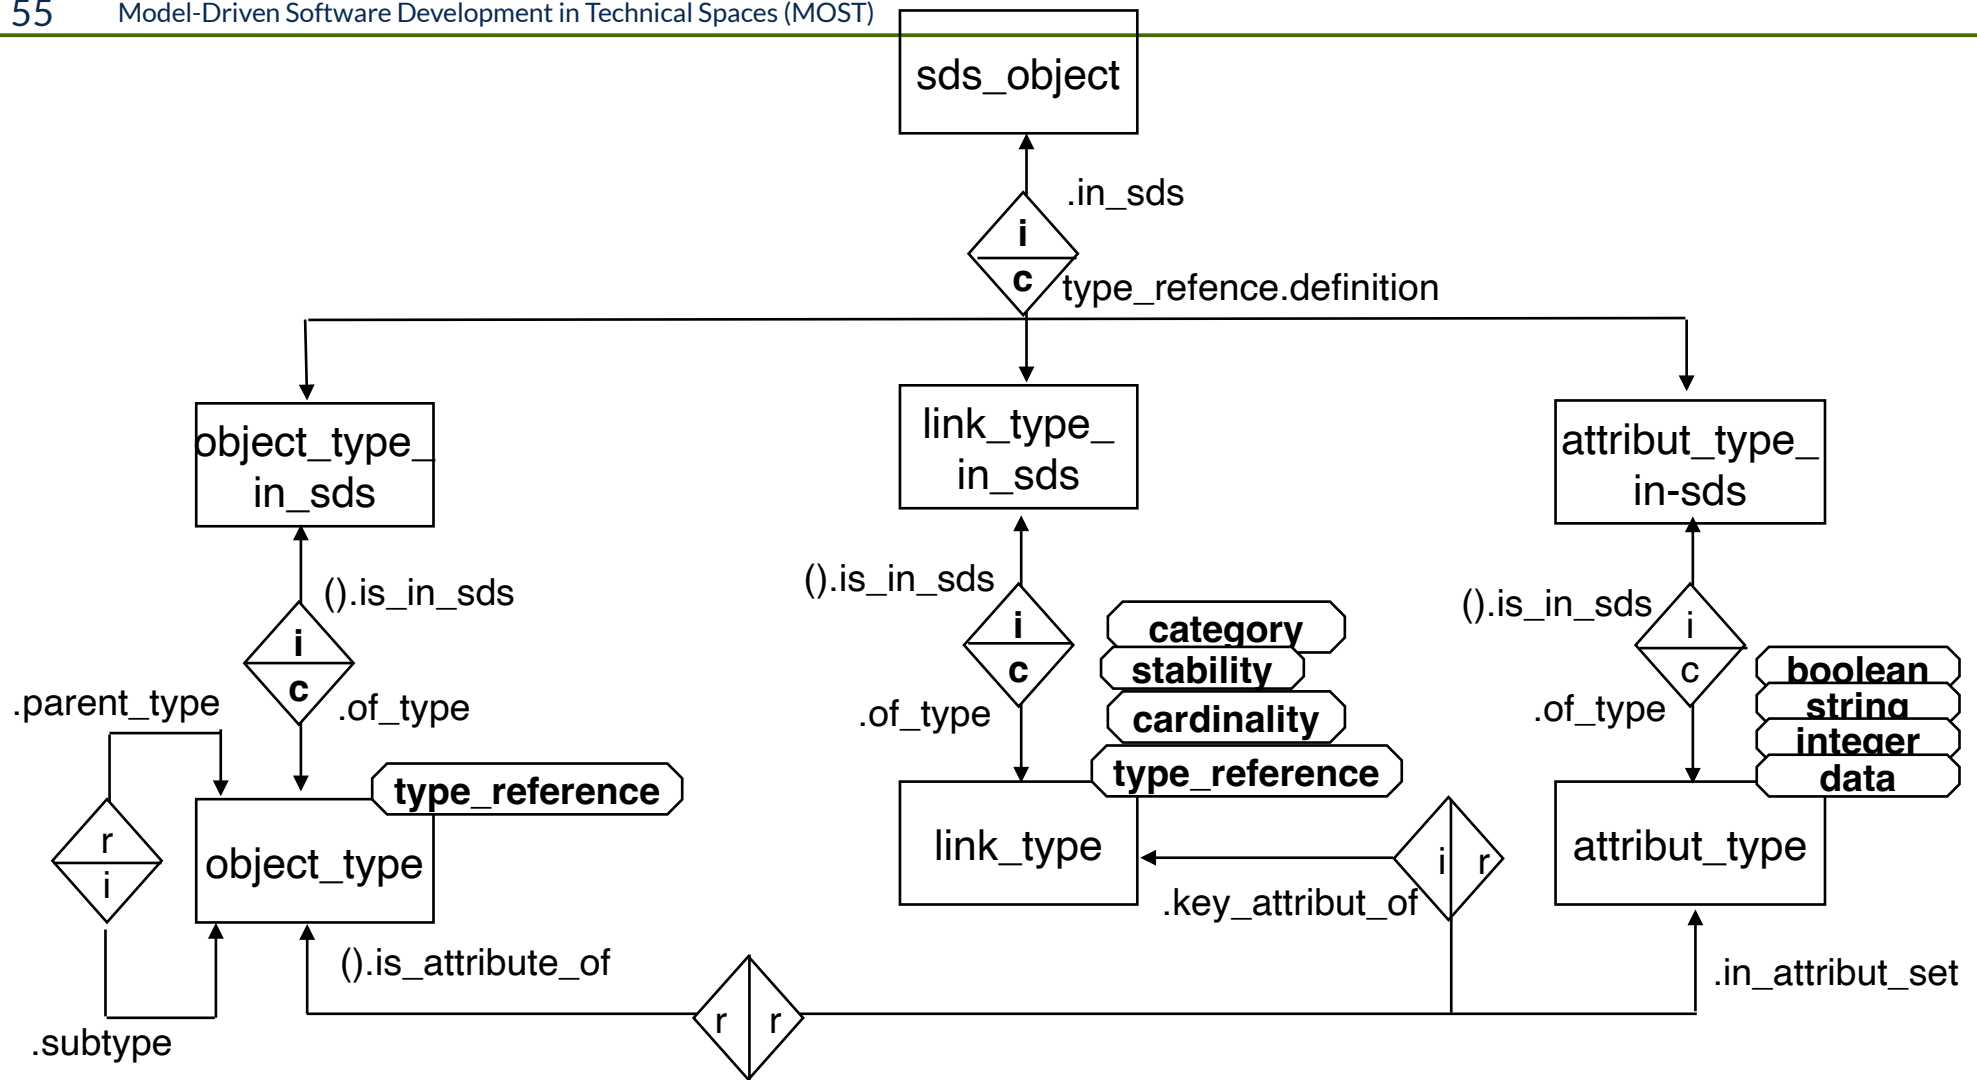 55 Model-Driven Software Development in Technical Spaces (MOST)
sds_object
.in_sds
i
c
type_refence.definition
object_type_
in_sds
link_type_
in_sds
attribut_type_
in-sds
().is_in_sds
i
c
.of_type
().is_in_sds
i
c
.of_type
category
stability
cardinality
type_reference
().is_in_sds
i
c
.of_type
boolean
string
integer
data
.parent_type
r
i
.subtype
type_reference
object_type
link_type
i r
.key_attribut_of
attribut_type
().is_attribute_of
r r
.in_attribut_set